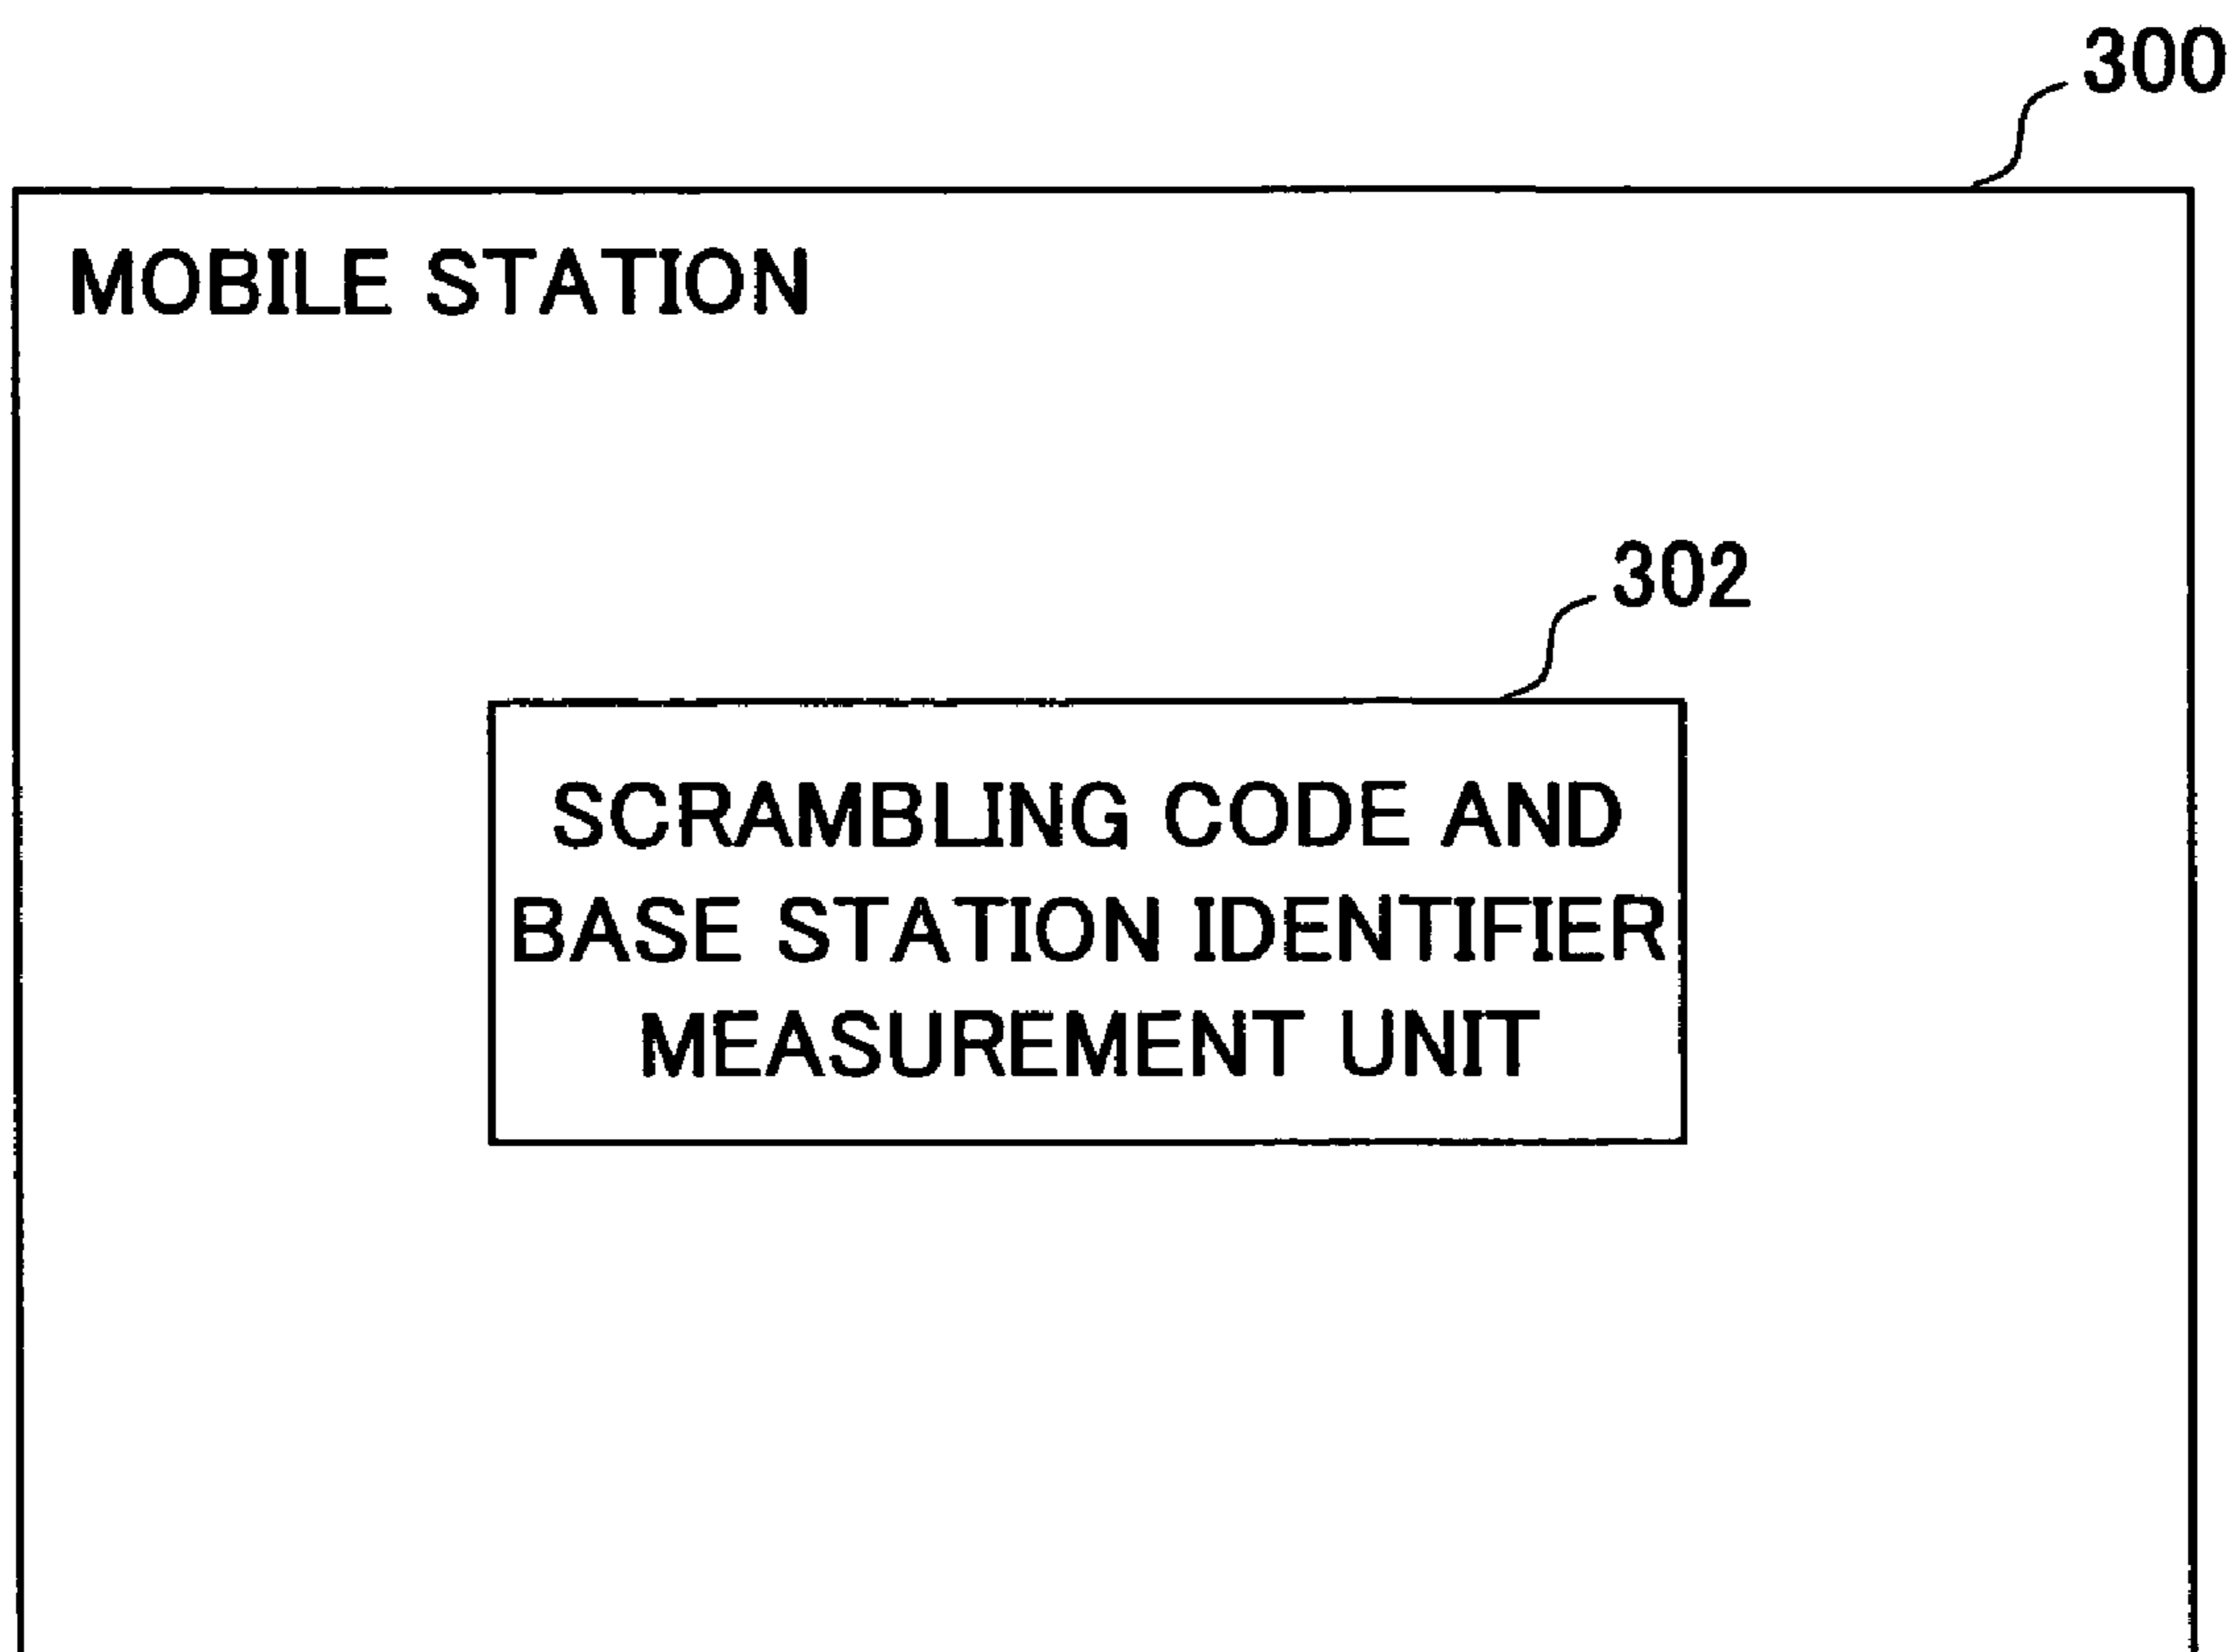 300
MOBILE STATION
302
SCRAMBLING CODE AND
BASE STATION IDENTIFIER
MEASUREMENT UNIT